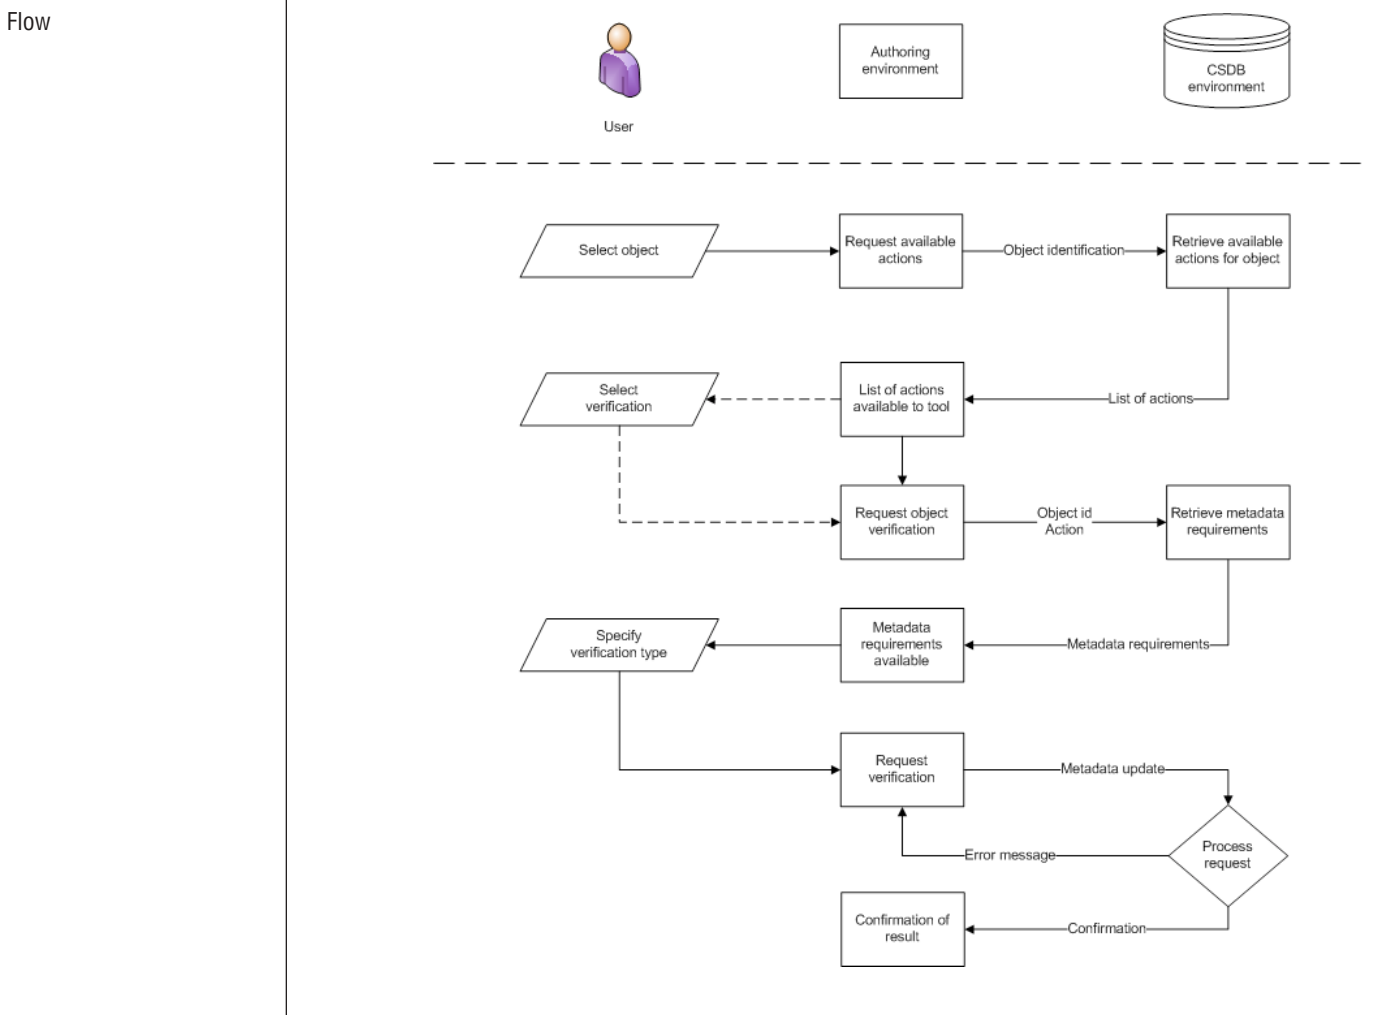 Flow
Authoring
environment
CSDB
environment
User
Select object
Request available
actions
Object identification
Retrieve available
actions for object
Select
verification
List of actions
available to tool
List of actions
Request object
verification
Object id
Action
Retrieve metadata
requirements
Specify
verification type
Metadata
requirements
available
Metadata requirements
Request
verification
Metadata update
Process
request
Error message
Confirmation of
result
Confirmation